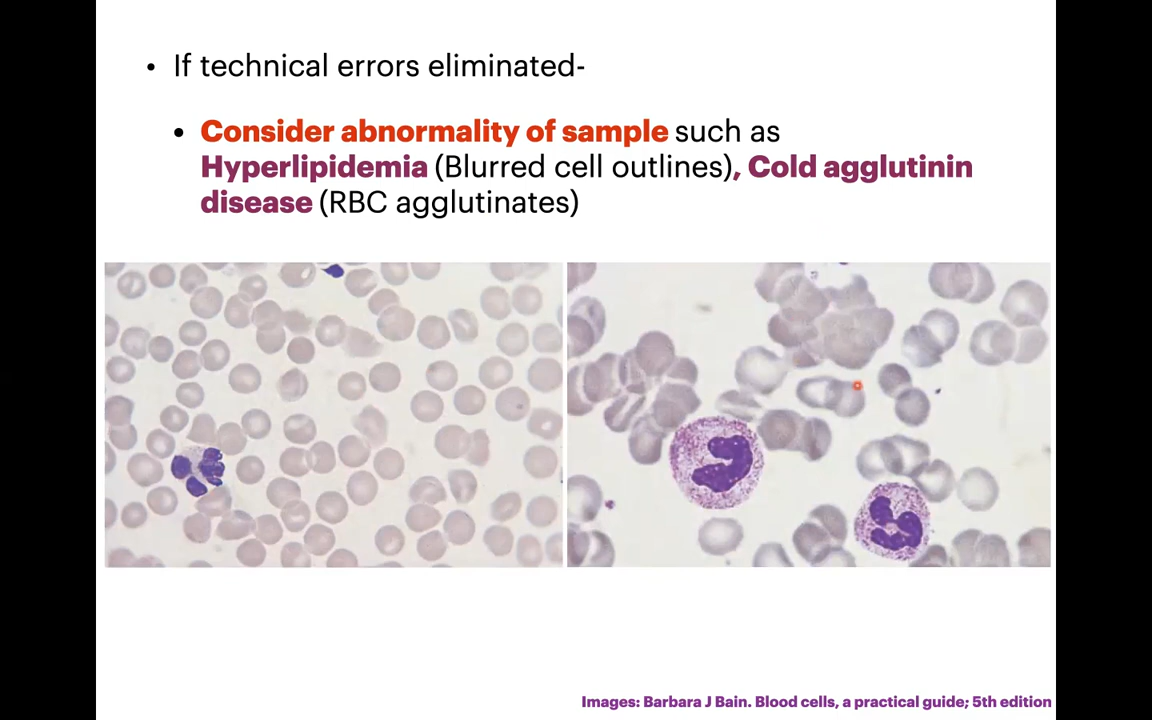 • If technical errors eliminated-
• Consider abnormality of sample such as
Hyperlipidemia (Blurred cell outlines), Cold agglutinin
disease (RBC agglutinates)
Images: Barbara J Bain. Blood cells, a practical guide; 5th edition